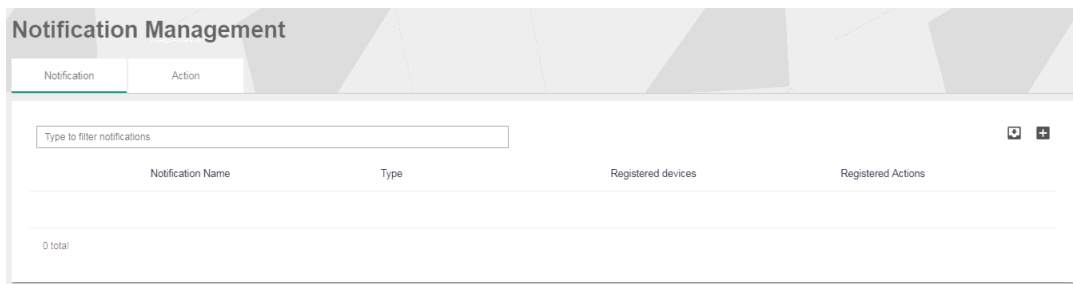 Notification Management
Notification Action
Type to filter notifications
Notification Name Type Registered devices Registered Actions
0 total